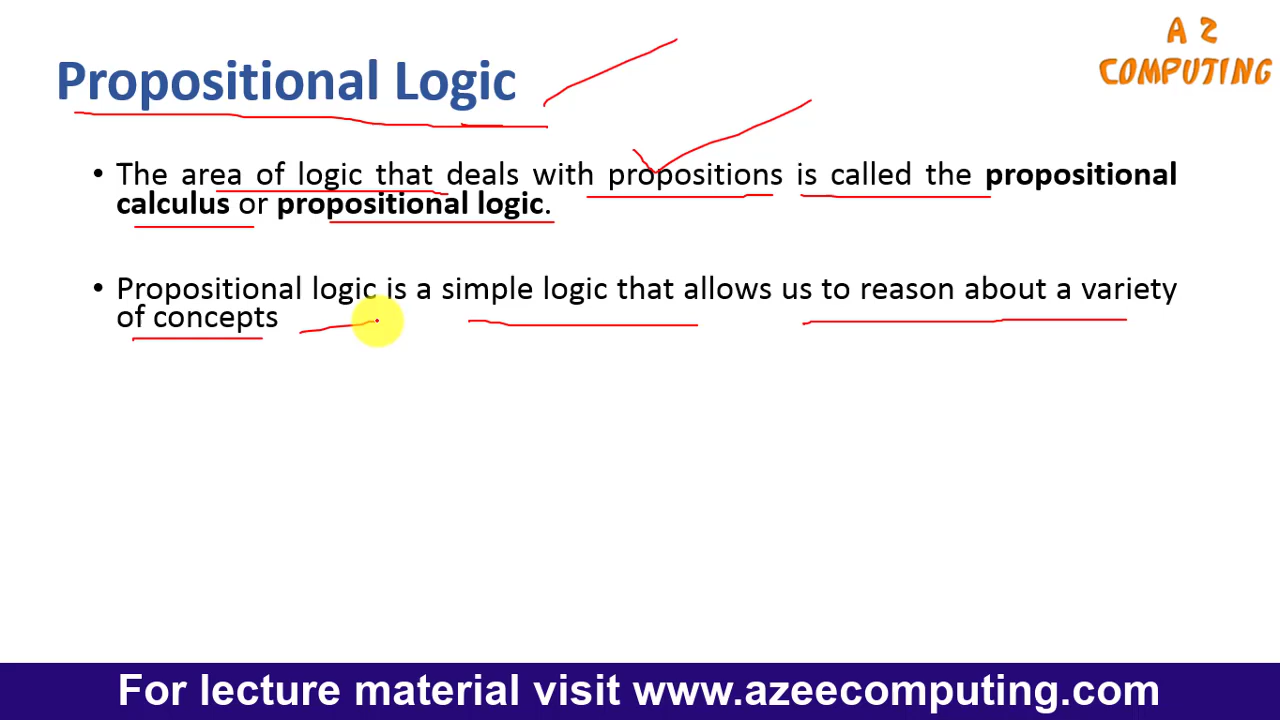 A Z
COMPUTING
Propositional Logic
• The area of logic that deals with propositions is called the propositional
calculus or propositional logic.
• Propositional logic is a simple logic that allows us to reason about a variety
of concepts
For lecture material visit www.azeecomputing.com